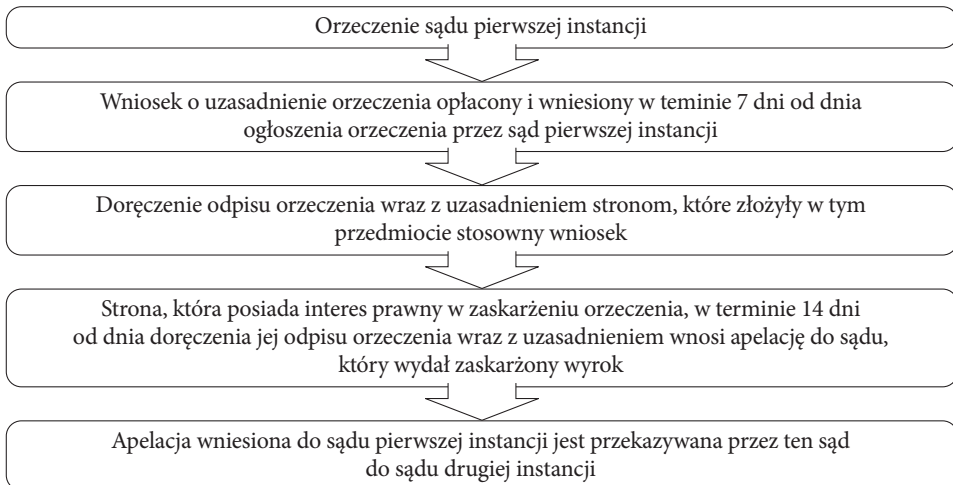 Orzeczenie sądu pierwszej instancji
Wniosek o uzasadnienie orzeczenia opłacony i wniesiony w teminie 7 dni od dnia
ogłoszenia orzeczenia przez sąd pierwszej instancji
Doręczenie odpisu orzeczenia wraz z uzasadnieniem stronom, które złożyły w tym
przedmiocie stosowny wniosek
Strona, która posiada interes prawny w zaskarżeniu orzeczenia, w terminie 14 dni
od dnia doręczenia jej odpisu orzeczenia wraz z uzasadnieniem wnosi apelację do sądu,
który wydał zaskarżony wyrok
Apelacja wniesiona do sądu pierwszej instancji jest przekazywana przez ten sąd
do sądu drugiej instancji